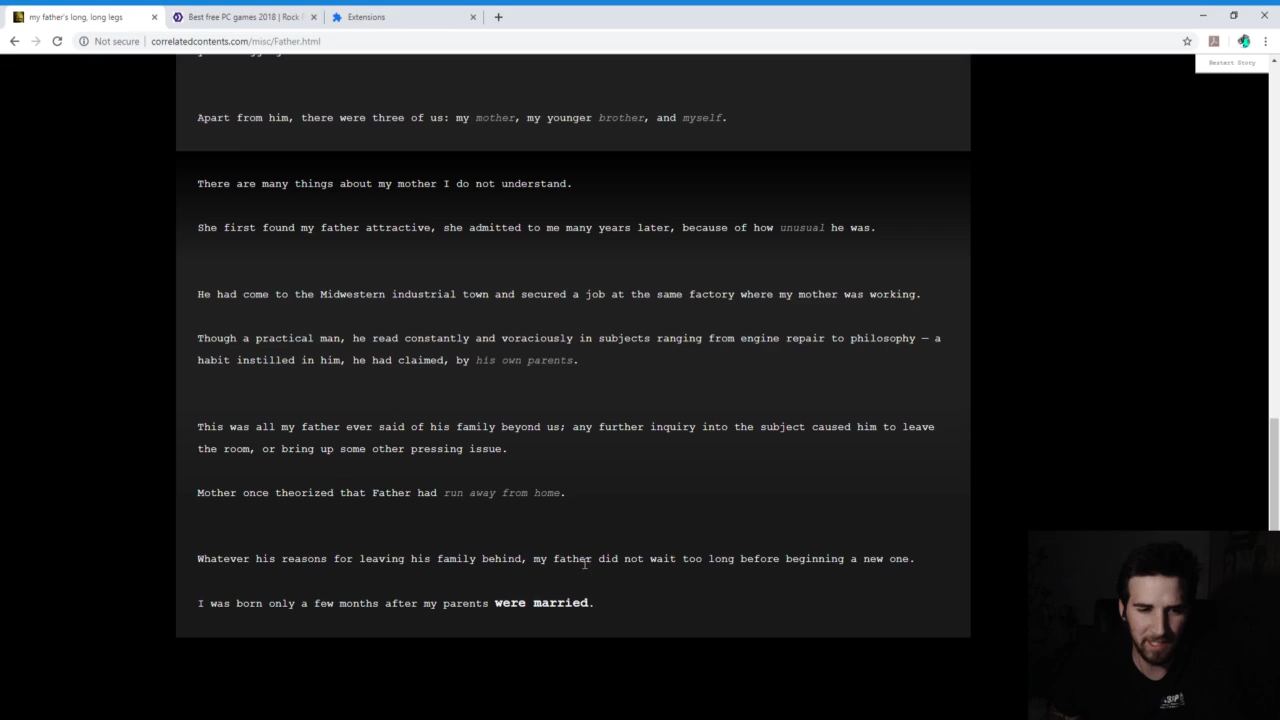 my father's long, long legs
Best free PC games 2018 | Rock
Extensions
Not secure | correlatedcontents.com/misc/Father.html
Restart Story
Apart from him, there were three of us: my mother, my younger brother, and myself.
There are many things about my mother I do not understand.
She first found my father attractive, she admitted to me many years later, because of how unusual he was.
He had come to the Midwestern industrial town and secured a job at the same factory where my mother was working.
Though a practical man, he read constantly and voraciously in subjects ranging from engine repair to philosophy — a
habit instilled in him, he had claimed, by his own parents.
This was all my father ever said of his family beyond us; any further inquiry into the subject caused him to leave
the room, or bring up some other pressing issue.
Mother once theorized that Father had run away from home.
Whatever his reasons for leaving his family behind, my father did not wait too long before beginning a new one.
I was born only a few months after my parents were married.